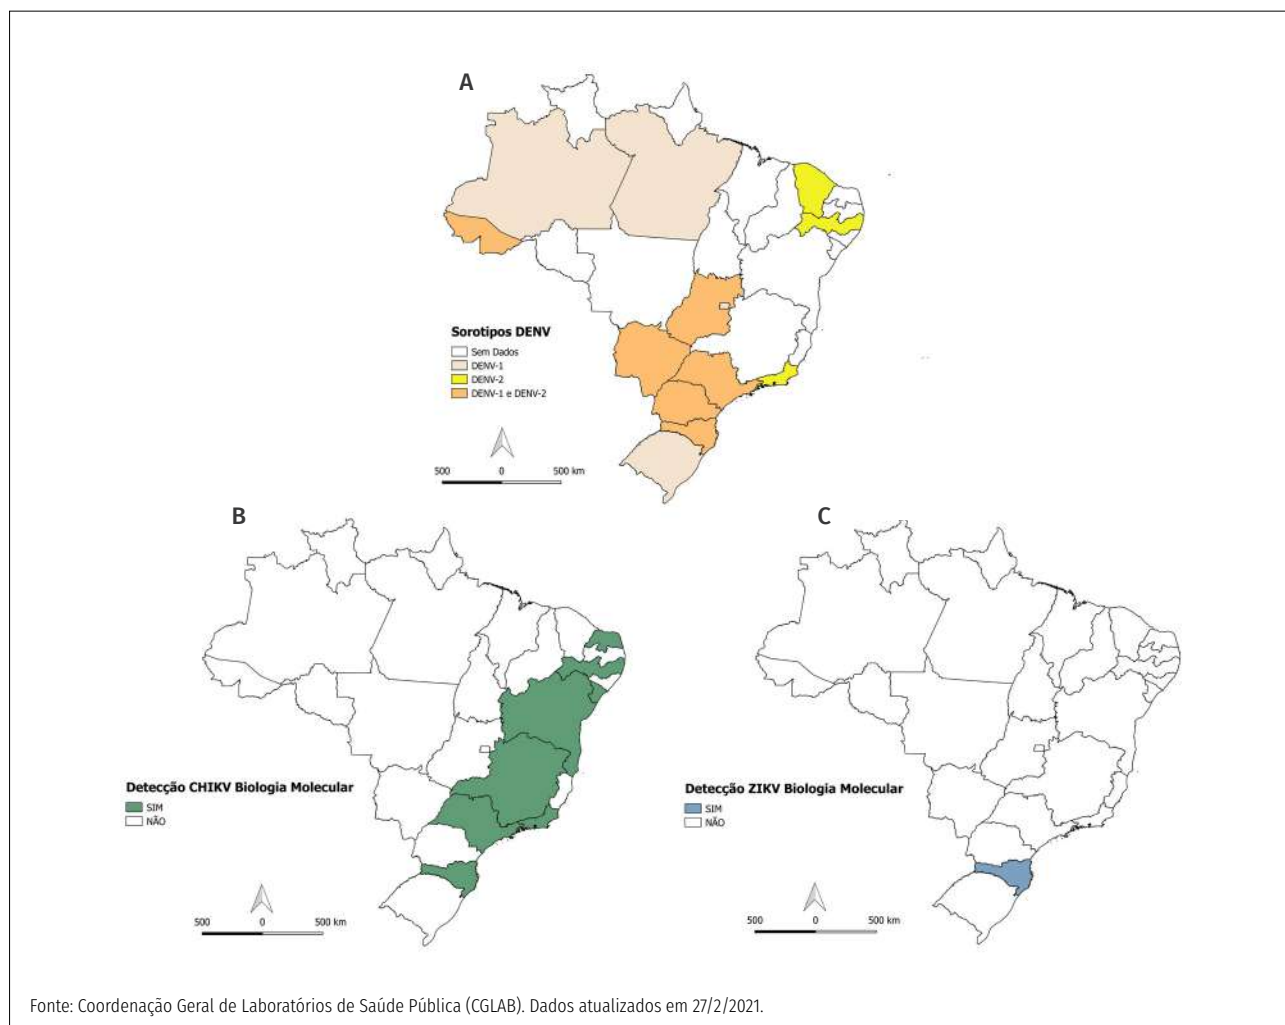 A
Sorotipos DENV
Sem Dados
DENV-1
DENV-2
DENV-1 e DENV-2
500 0 500 km
B
Detecção CHIKV Biologia Molecular
SIM
NÃO
500 0 500 km
C
Detecção ZIKV Biologia Molecular
SIM
NÃO
500 0 500 km
Fonte: Coordenação Geral de Laboratórios de Saúde Pública (CGLAB). Dados atualizados em 27/2/2021.